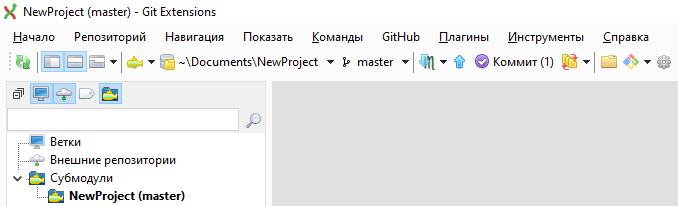 NewProject (master) - Git Extensions
Начало Репозиторий Навигация Показать Команды GitHub Плагины Инструменты Справка
~\Documents\NewProject master Коммит (1)
Ветки
Внешние репозитории
Субмодули
NewProject (master)